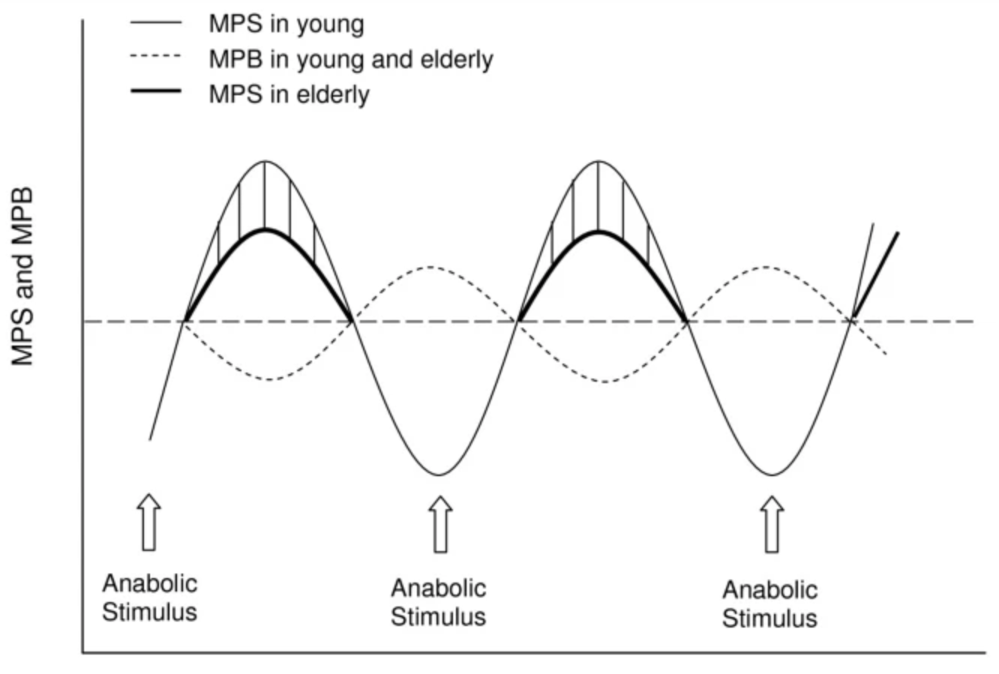 MPS in young
MPB in young and elderly
MPS in elderly
MPS and MPB
Anabolic
Stimulus
Anabolic
Stimulus
Anabolic
Stimulus